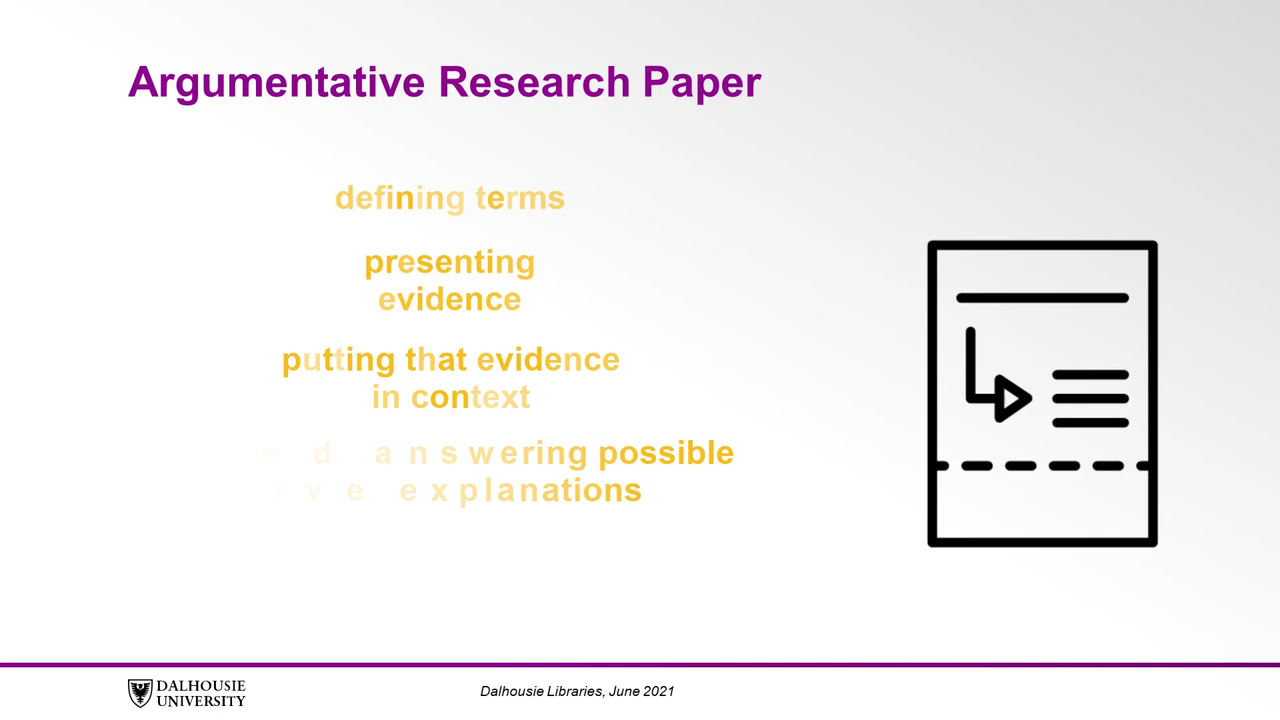 Argumentative Research Paper
defining terms
presenting
evidence
putting that evidence
in context
answering possible
explanations
DALHOUSIE
UNIVERSITY
Dalhousie Libraries, June 2021